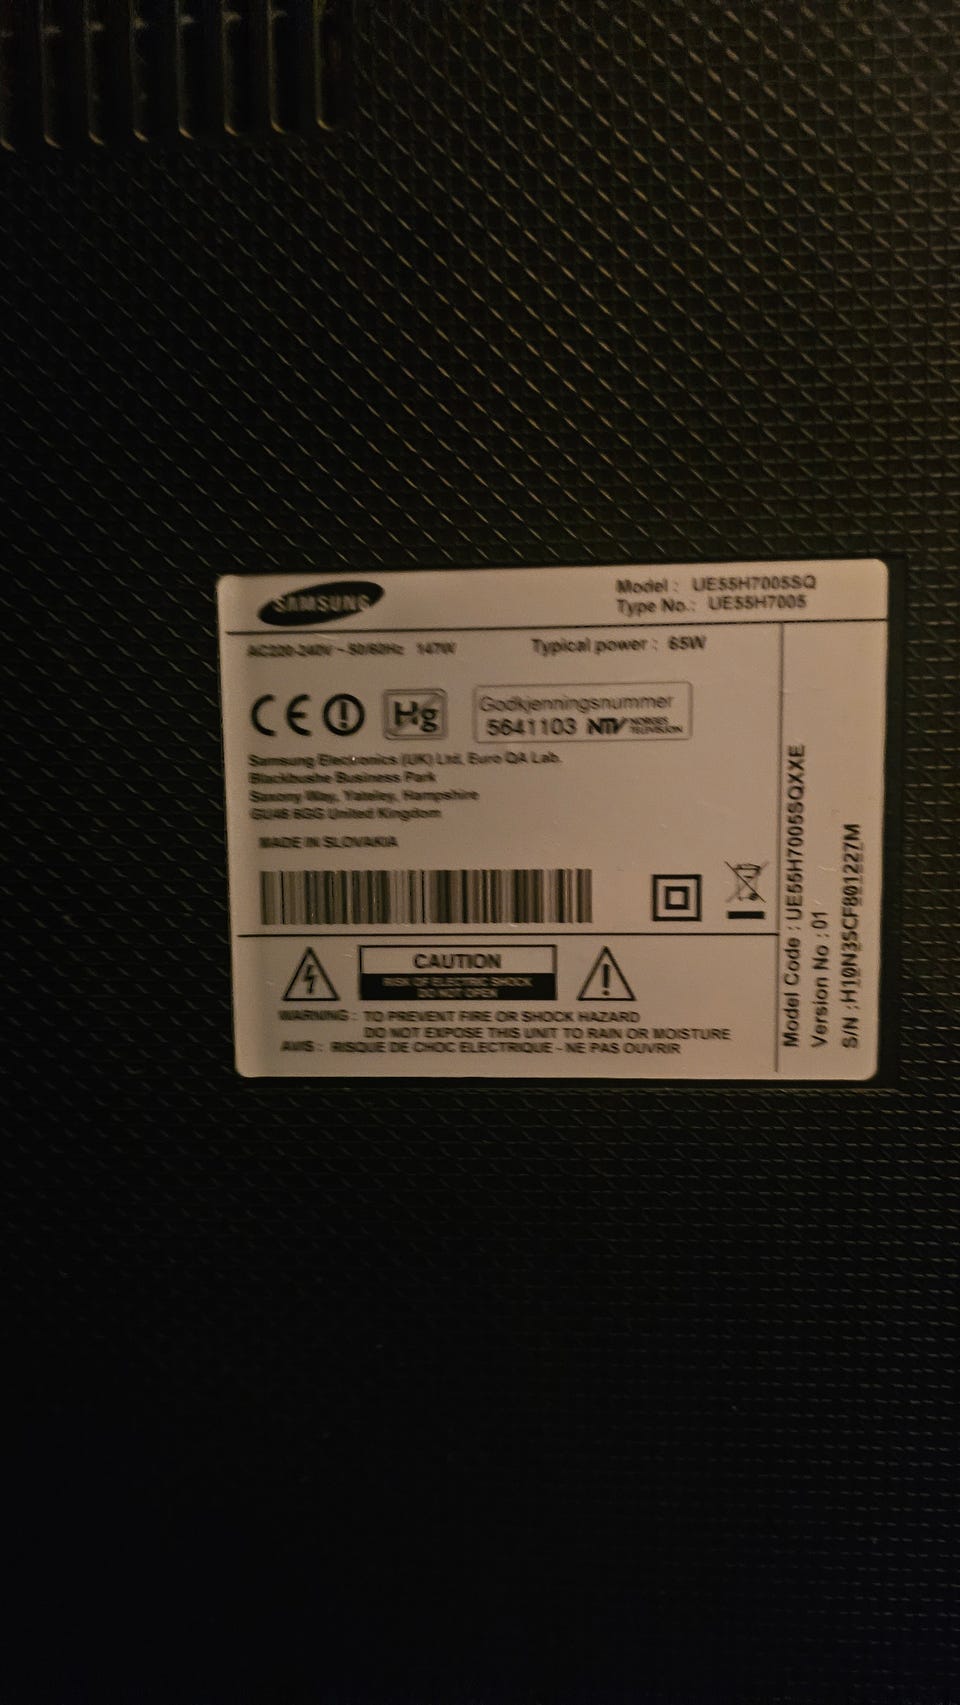 SAMSUNG
Model : UE55H7005SQ
Type No.: UE55H7005
AC220-240V ~ 50/60Hz 147W
Typical power : 65W
CE
Hg
Godkjenningsnummer
5641103 NTV NORGES TELEVISION
Samsung Electronics (UK) Ltd, Euro QA Lab.
Blackbushe Business Park
Saxony Way, Yateley, Hampshire
GU46 6GG United Kingdom
MADE IN SLOVAKIA
CAUTION
RISK OF ELECTRIC SHOCK
DO NOT OPEN
WARNING : TO PREVENT FIRE OR SHOCK HAZARD
DO NOT EXPOSE THIS UNIT TO RAIN OR MOISTURE
AVIS : RISQUE DE CHOC ELECTRIQUE - NE PAS OUVRIR
Model Code : UE55H7005SQXXE
Version No : 01
S/N : H10N3SCF801227M